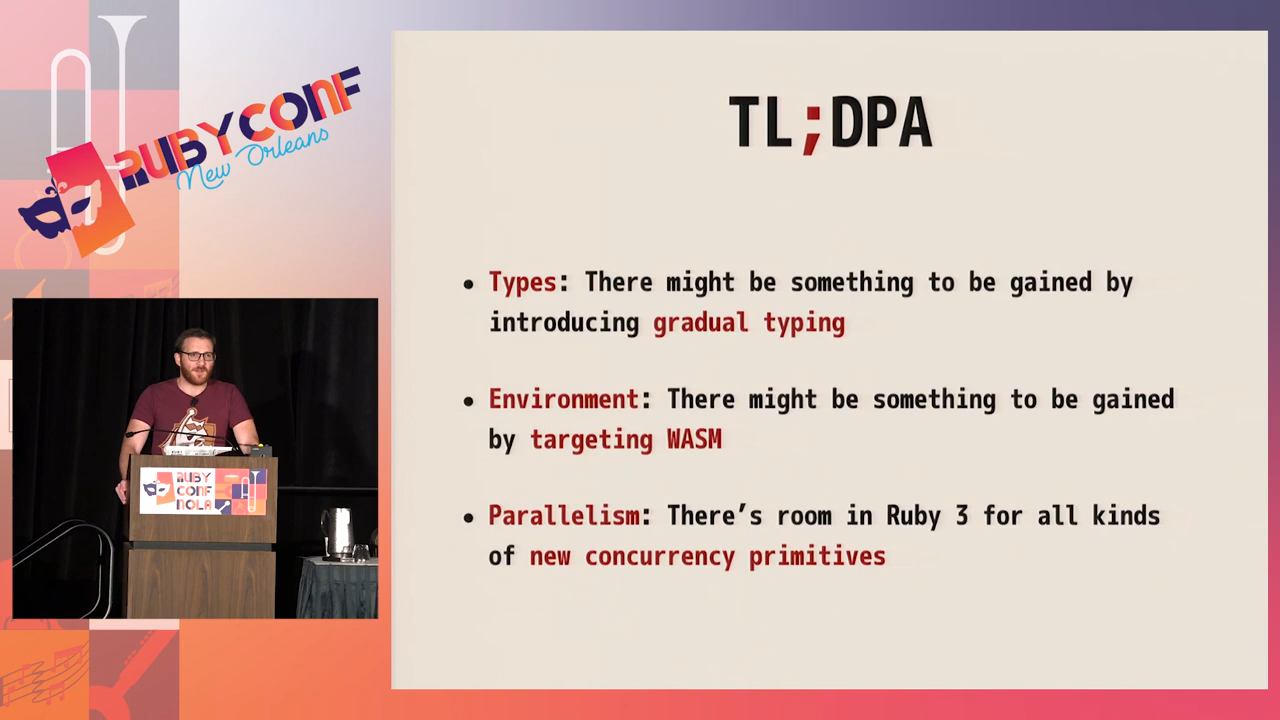 RUBYCONF
New Orleans
RUBY
CONF
NOLA
TL;DPA
• Types: There might be something to be gained by
introducing gradual typing
• Environment: There might be something to be gained
by targeting WASM
• Parallelism: There’s room in Ruby 3 for all kinds
of new concurrency primitives